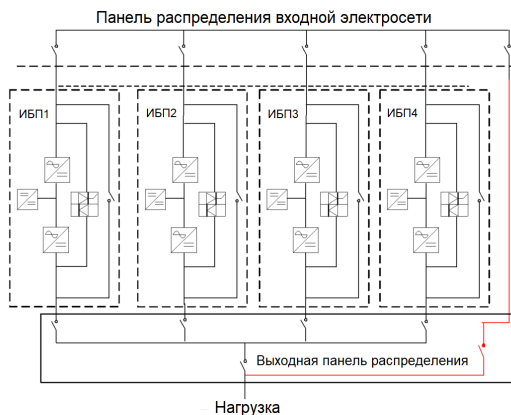 Панель распределения входной электросети
ИБП1
ИБП2
ИБП3
ИБП4
Выходная панель распределения
Нагрузка